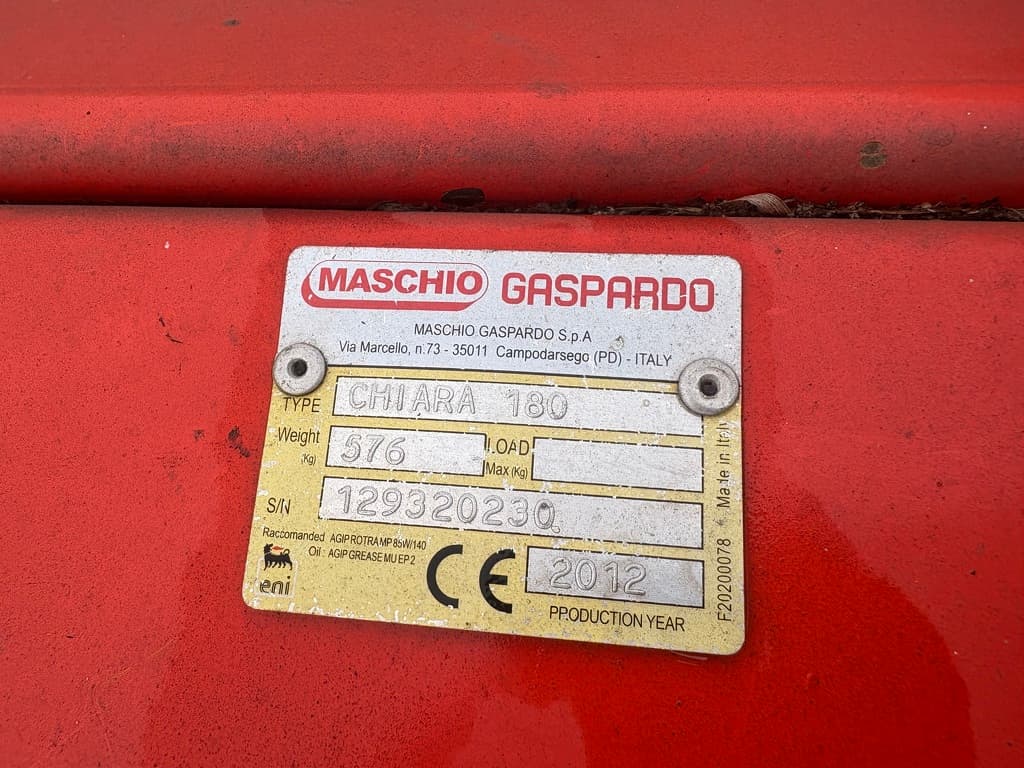 MASCHIO GASPARDO
MASCHIO GASPARDO S.p.A
Via Marcello, n.73 - 35011 Campodarsego (PD) - ITALY
TYPE CHIARA 180
Weight (Kg) 576 LOAD Max (Kg)
S/N 129320230
Raccomanded Oil : AGIP ROTRA MP 85W/140
AGIP GREASE MU EP 2
eni
CE
2012
PRODUCTION YEAR
F20200078 * Made in Italy